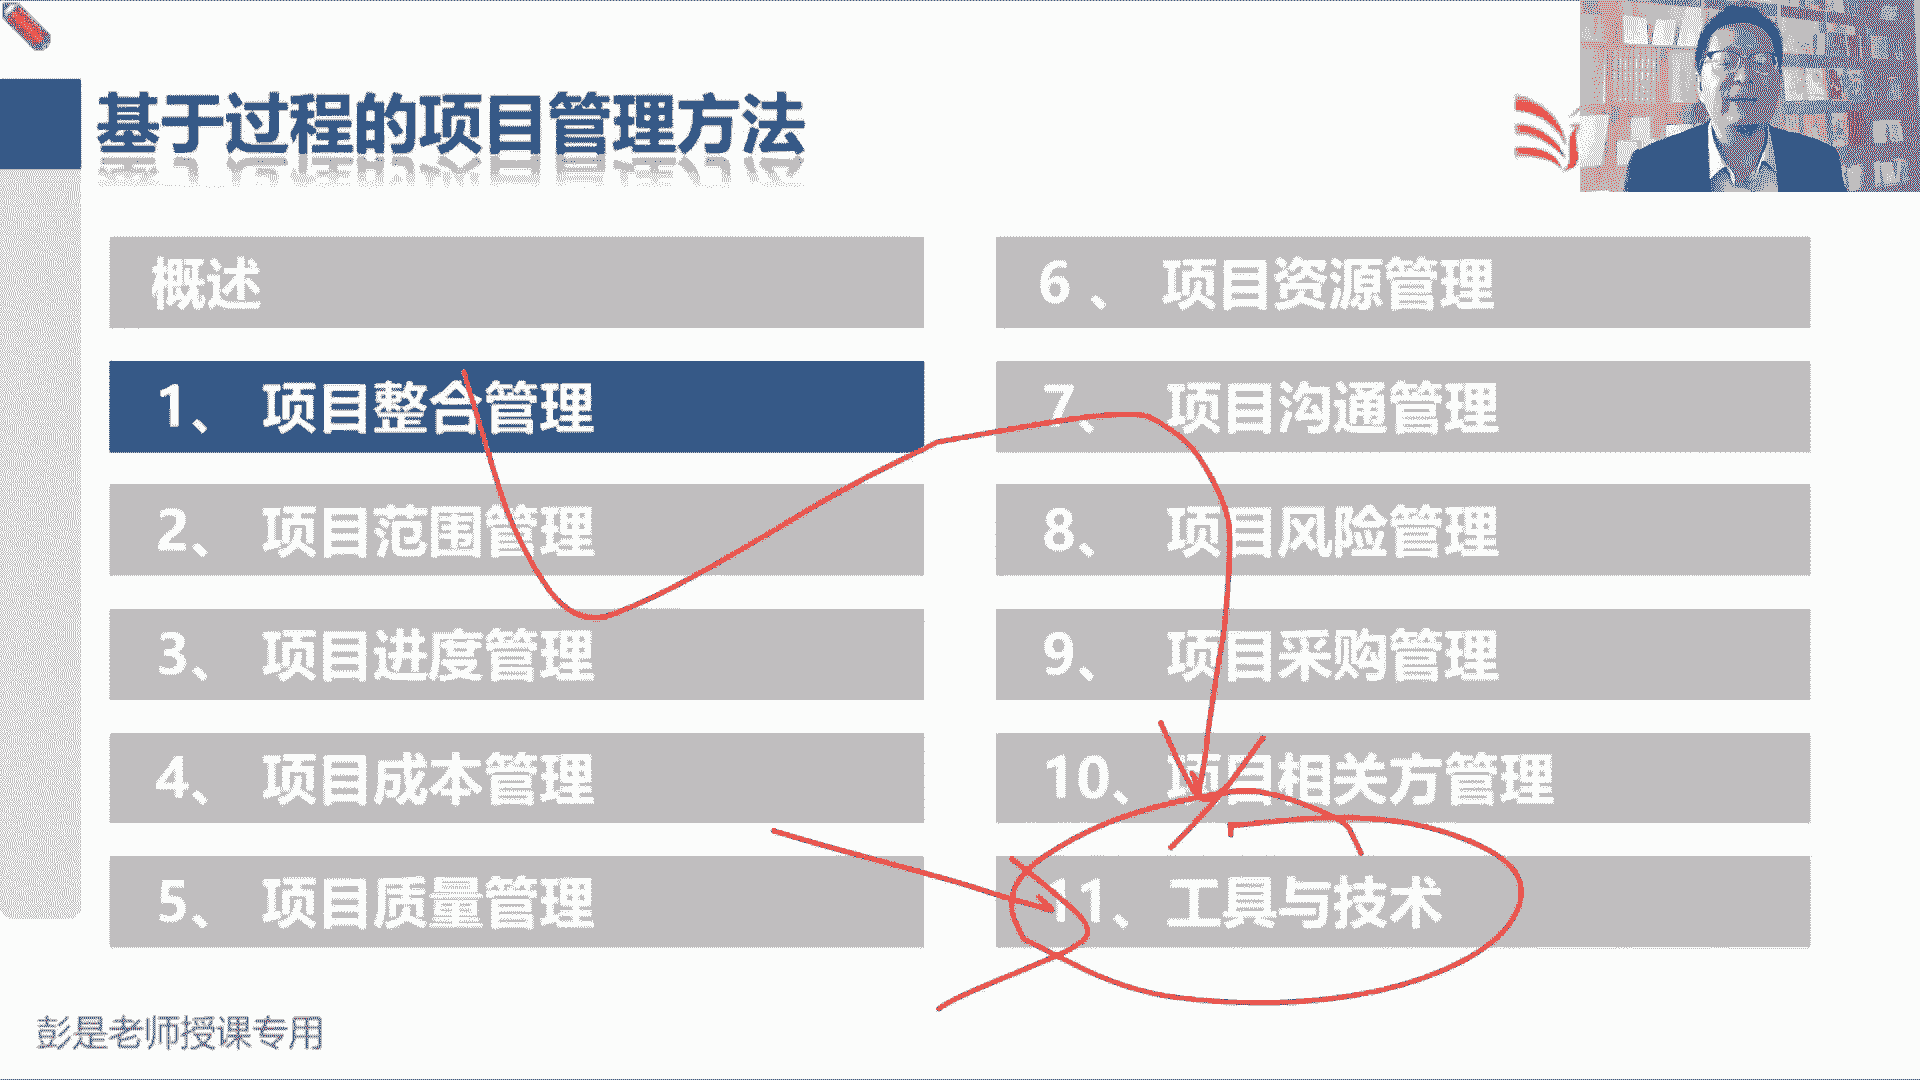 基于过程的项目管理方法
概述
1、 项目整合管理
2、 项目范围管理
3、 项目进度管理
4、 项目成本管理
5、 项目质量管理
6 、 项目资源管理
7、 项目沟通管理
8、 项目风险管理
9、 项目采购管理
10、 项目相关方管理
11、 工具与技术
彭是老师授课专用